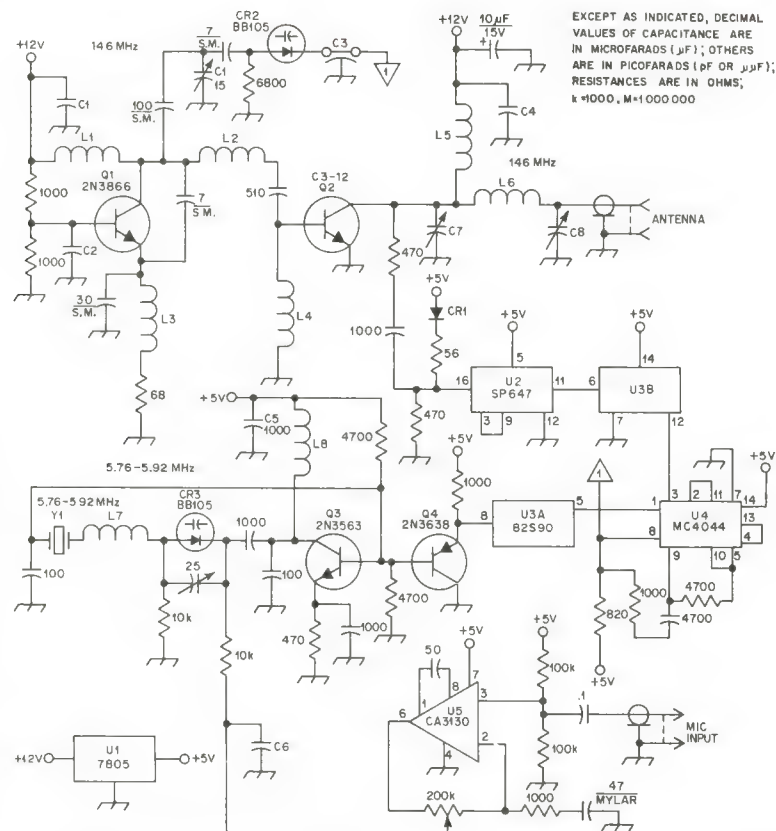 EXCEPT AS INDICATED, DECIMAL
VALUES OF CAPACITANCE ARE
IN MICROFARADS (µF); OTHERS
ARE IN PICOFARADS (pF OR µµF);
RESISTANCES ARE IN OHMS;
k=1000, M=1000 000
+12V
146 MHz
C1
L1
Q1
2N3866
1000
1000
C2
30
S.M.
L3
68
100
S.M.
7
S.M.
C1
15
7
S.M.
6800
CR2
BB105
C3
1
L2
510
C3-12
Q2
L4
+12V
10µF
15V
+
C4
L5
146 MHz
L6
C7
C8
ANTENNA
470
1000
+5V
CR1
56
470
+5V
5
16
U2
SP647
11
3
9
12
+5V
14
6
U3B
7
12
+5V
C5
1000
L8
4700
5.76-5.92 MHz
5.76-5.92 MHz
Y1
L7
100
CR3
BB105
25
10k
10k
1000
100
Q3
2N3563
470
1000
4700
Q4
2N3638
+5V
1000
8
U3A
82S90
5
1
1
3
2
11
7
14
+5V
U4
MC4044
13
4
8
9
10
5
820
1000
4700
4700
+5V
+12V
U1
7805
+5V
C6
50
+5V
1
8
7
6
U5
CA3130
3
2
4
+5V
100k
100k
.1
MIC
INPUT
200k
1000
47
MYLAR